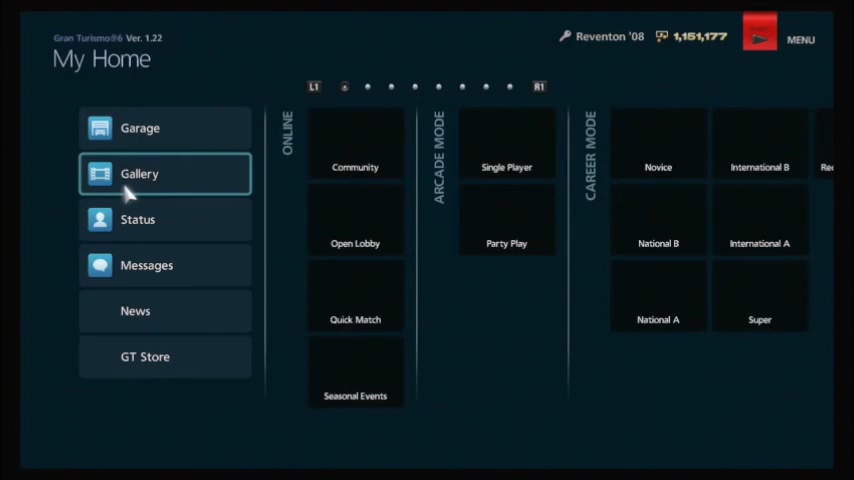 Gran Turismo®6 Ver. 1.22
My Home
Reventon '08
1,151,177
MENU
L1
R1
Garage
Gallery
Status
Messages
News
GT Store
ONLINE
Community
Open Lobby
Quick Match
Seasonal Events
ARCADE MODE
Single Player
Party Play
CAREER MODE
Novice
International B
National B
International A
National A
Super